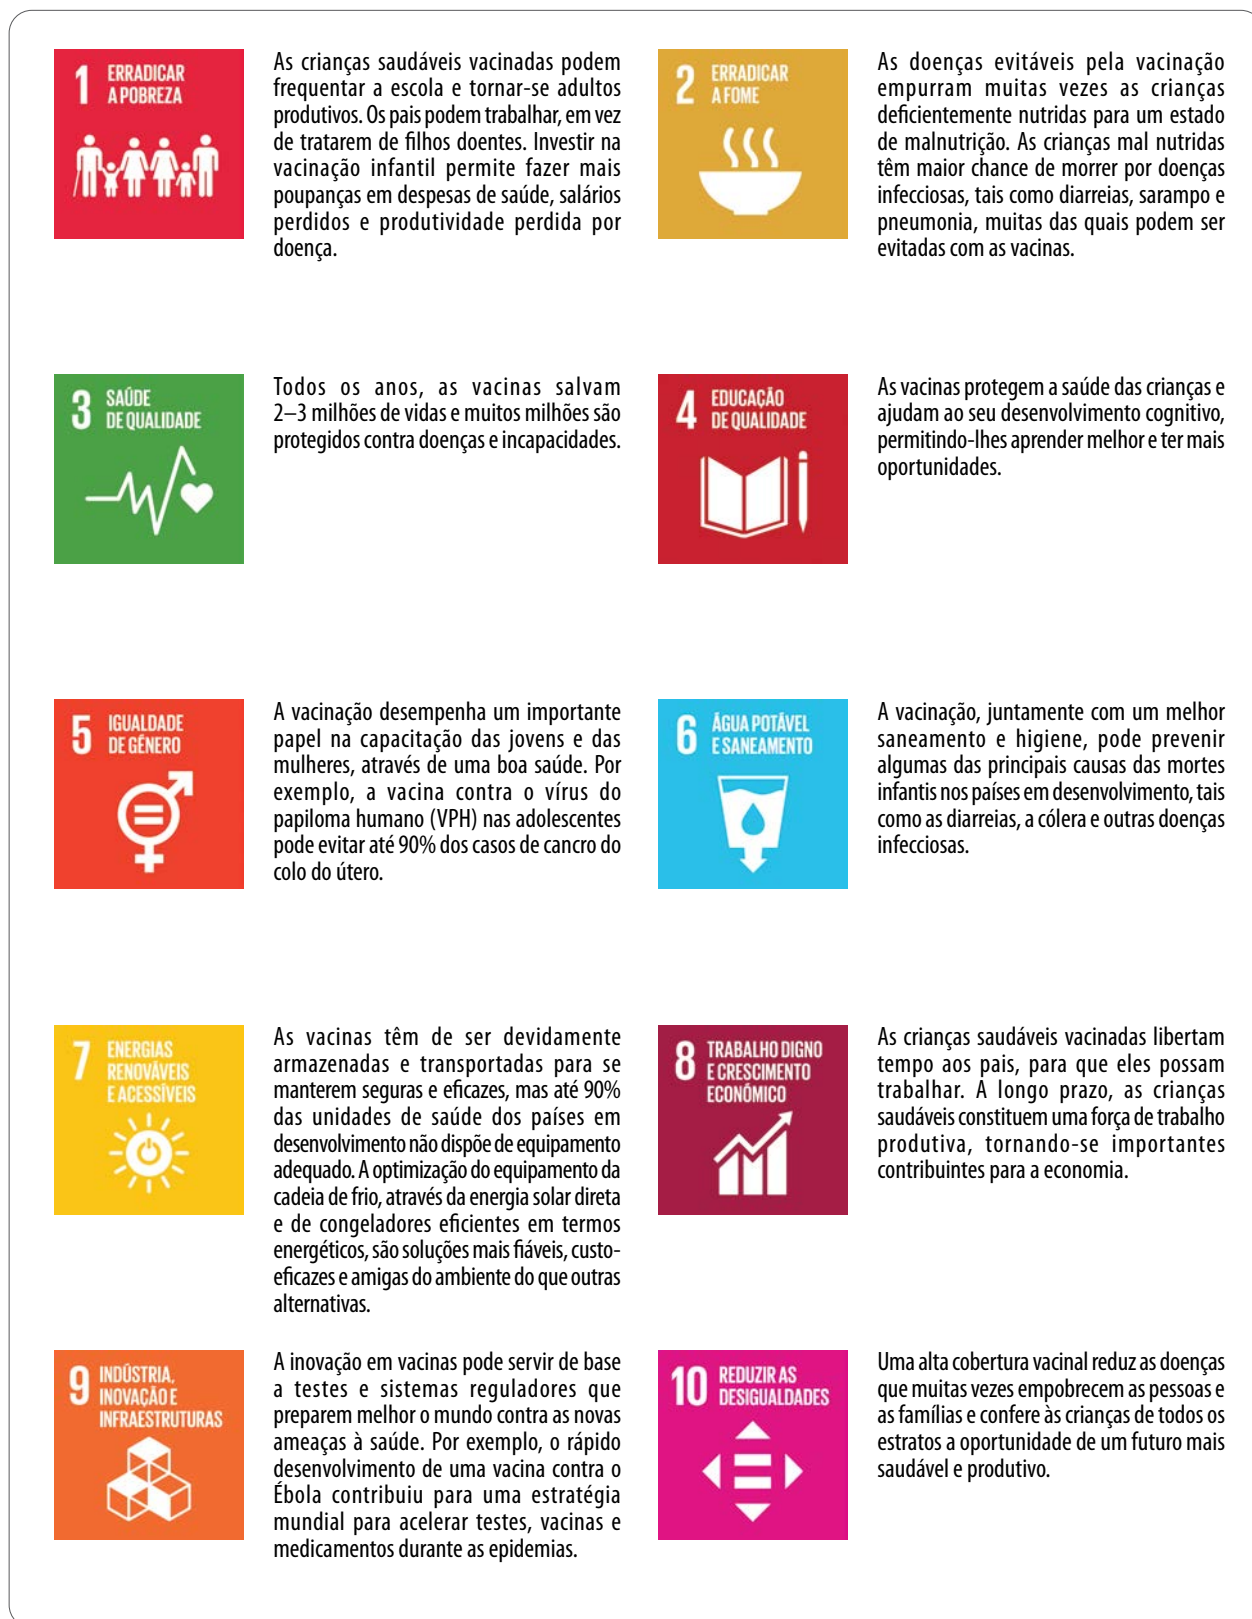 1 ERRADICAR
A POBREZA
As crianças saudáveis vacinadas podem
frequentar a escola e tornar-se adultos
produtivos. Os pais podem trabalhar, em vez
de tratarem de filhos doentes. Investir na
vacinação infantil permite fazer mais
poupanças em despesas de saúde, salários
perdidos e produtividade perdida por
doença.
2 ERRADICAR
A FOME
As doenças evitáveis pela vacinação
empurram muitas vezes as crianças
deficientemente nutridas para um estado
de malnutrição. As crianças mal nutridas
têm maior chance de morrer por doenças
infecciosas, tais como diarreias, sarampo e
pneumonia, muitas das quais podem ser
evitadas com as vacinas.
3 SAÚDE
DE QUALIDADE
Todos os anos, as vacinas salvam
2–3 milhões de vidas e muitos milhões são
protegidos contra doenças e incapacidades.
4 EDUCAÇÃO
DE QUALIDADE
As vacinas protegem a saúde das crianças e
ajudam ao seu desenvolvimento cognitivo,
permitindo-lhes aprender melhor e ter mais
oportunidades.
5 IGUALDADE
DE GÉNERO
A vacinação desempenha um importante
papel na capacitação das jovens e das
mulheres, através de uma boa saúde. Por
exemplo, a vacina contra o vírus do
papiloma humano (VPH) nas adolescentes
pode evitar até 90% dos casos de cancro do
colo do útero.
6 ÁGUA POTÁVEL
E SANEAMENTO
A vacinação, juntamente com um melhor
saneamento e higiene, pode prevenir
algumas das principais causas das mortes
infantis nos países em desenvolvimento, tais
como as diarreias, a cólera e outras doenças
infecciosas.
7 ENERGIAS
RENOVÁVEIS
E ACESSÍVEIS
As vacinas têm de ser devidamente
armazenadas e transportadas para se
manterem seguras e eficazes, mas até 90%
das unidades de saúde dos países em
desenvolvimento não dispõe de equipamento
adequado. A optimização do equipamento da
cadeia de frio, através da energia solar direta
e de congeladores eficientes em termos
energéticos, são soluções mais fiáveis, custo-
eficazes e amigas do ambiente do que outras
alternativas.
8 TRABALHO DIGNO
E CRESCIMENTO
ECONÓMICO
As crianças saudáveis vacinadas libertam
tempo aos pais, para que eles possam
trabalhar. A longo prazo, as crianças
saudáveis constituem uma força de trabalho
produtiva, tornando-se importantes
contribuintes para a economia.
9 INDÚSTRIA,
INOVAÇÃO E
INFRAESTRUTURAS
A inovação em vacinas pode servir de base
a testes e sistemas reguladores que
preparem melhor o mundo contra as novas
ameaças à saúde. Por exemplo, o rápido
desenvolvimento de uma vacina contra o
Ébola contribuiu para uma estratégia
mundial para acelerar testes, vacinas e
medicamentos durante as epidemias.
10 REDUZIR AS
DESIGUALDADES
Uma alta cobertura vacinal reduz as doenças
que muitas vezes empobrecem as pessoas e
as famílias e confere às crianças de todos os
estratos a oportunidade de um futuro mais
saudável e produtivo.